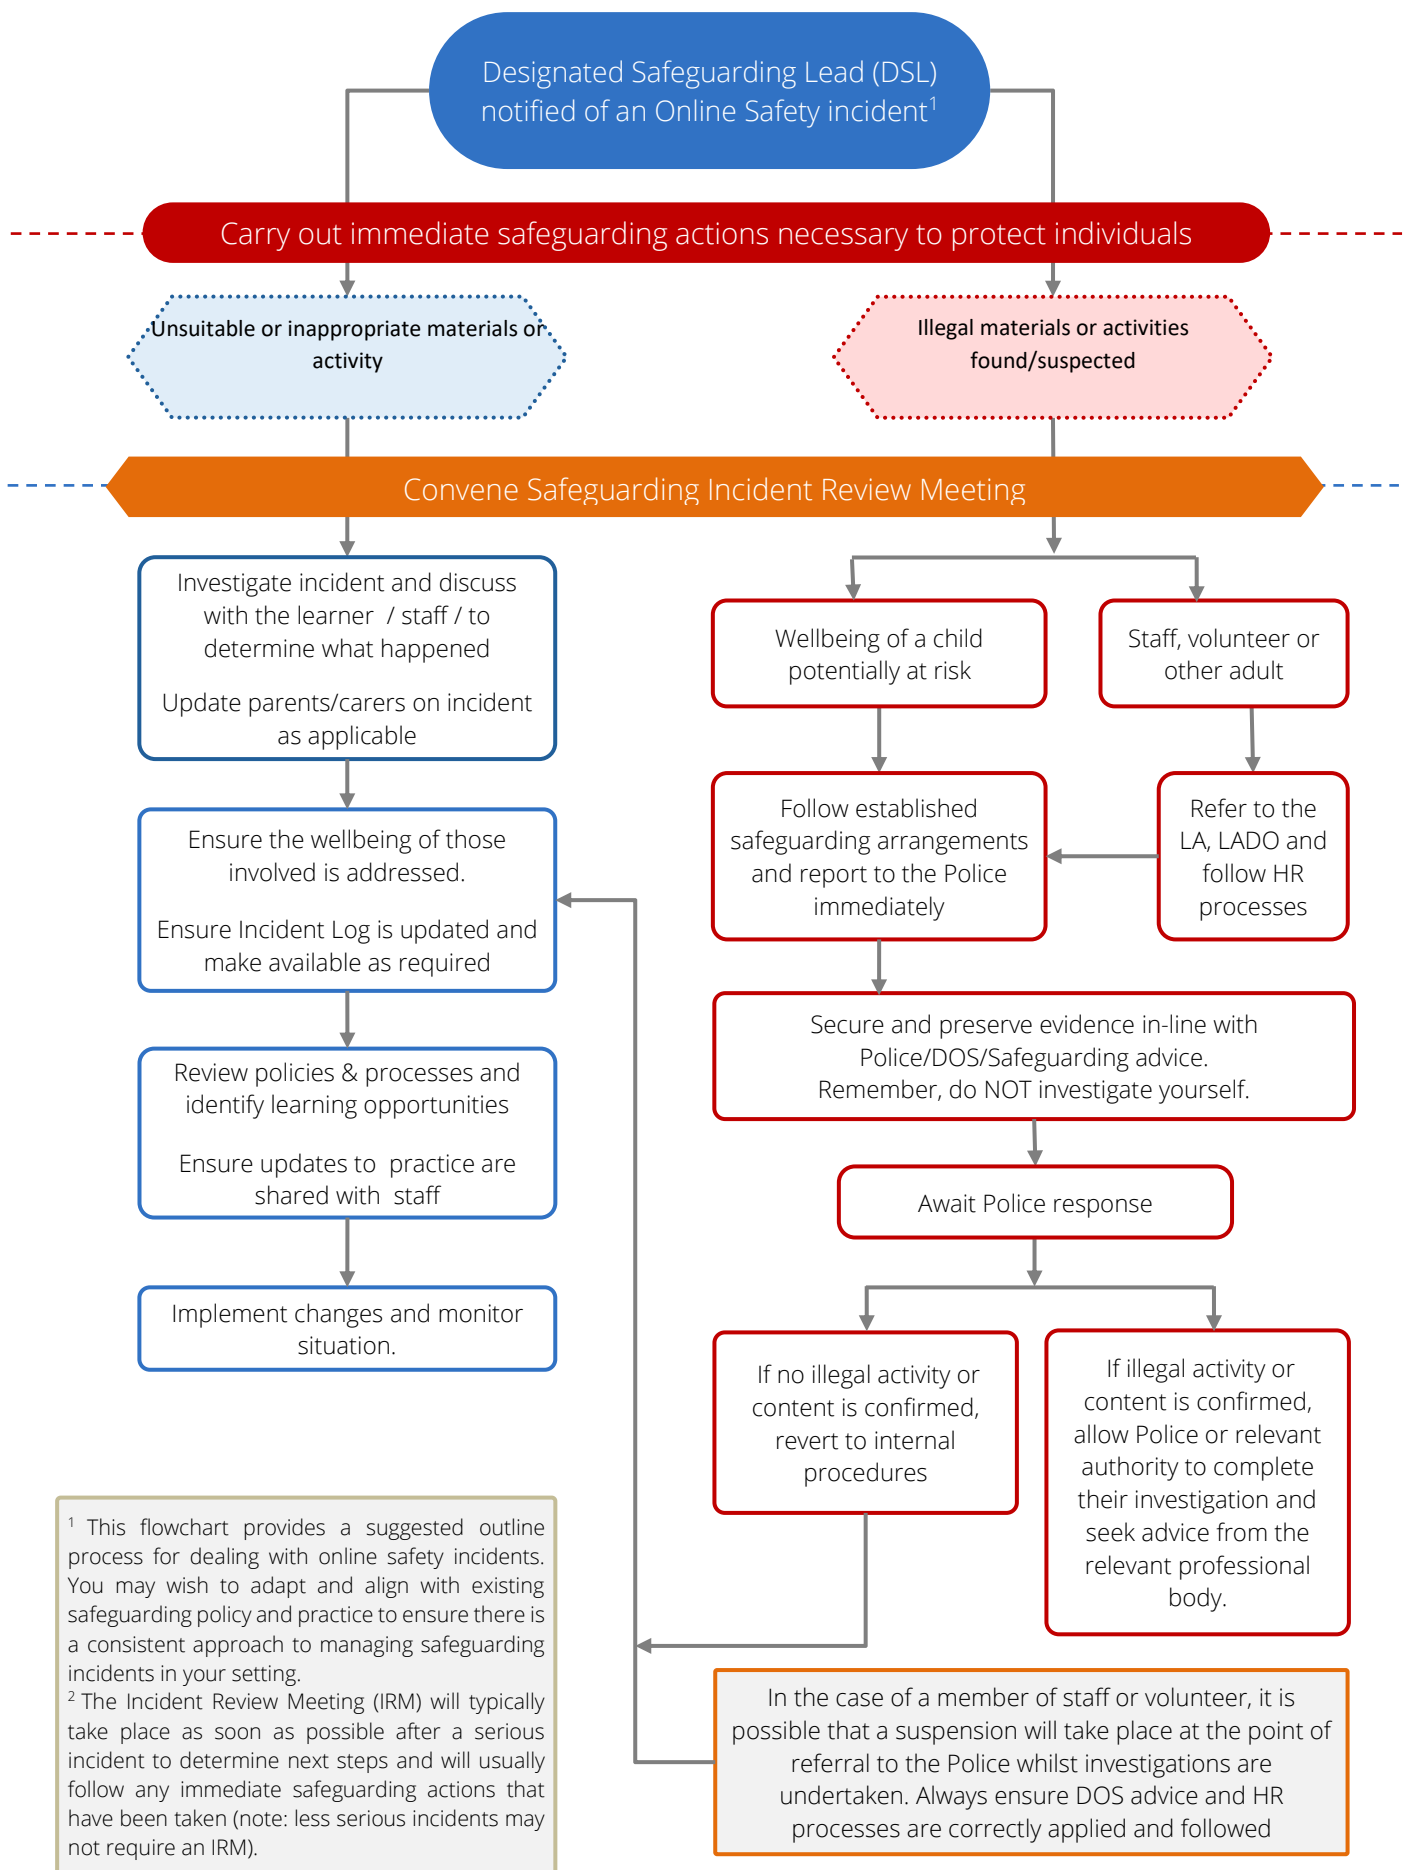 Designated Safeguarding Lead (DSL)
notified of an Online Safety incident¹
Carry out immediate safeguarding actions necessary to protect individuals
Unsuitable or inappropriate materials or
activity
Illegal materials or activities
found/suspected
Convene Safeguarding Incident Review Meeting
Investigate incident and discuss
with the learner / staff / to
determine what happened
Update parents/carers on incident
as applicable
Wellbeing of a child
potentially at risk
Staff, volunteer or
other adult
Ensure the wellbeing of those
involved is addressed.
Ensure Incident Log is updated and
make available as required
Follow established
safeguarding arrangements
and report to the Police
immediately
Refer to the
LA, LADO and
follow HR
processes
Secure and preserve evidence in-line with
Police/DOS/Safeguarding advice.
Remember, do NOT investigate yourself.
Review policies & processes and
identify learning opportunities
Ensure updates to practice are
shared with staff
Await Police response
Implement changes and monitor
situation.
If no illegal activity or
content is confirmed,
revert to internal
procedures
If illegal activity or
content is confirmed,
allow Police or relevant
authority to complete
their investigation and
seek advice from the
relevant professional
body.
¹ This flowchart provides a suggested outline
process for dealing with online safety incidents.
You may wish to adapt and align with existing
safeguarding policy and practice to ensure there is
a consistent approach to managing safeguarding
incidents in your setting.
² The Incident Review Meeting (IRM) will typically
take place as soon as possible after a serious
incident to determine next steps and will usually
follow any immediate safeguarding actions that
have been taken (note: less serious incidents may
not require an IRM).
In the case of a member of staff or volunteer, it is
possible that a suspension will take place at the point of
referral to the Police whilst investigations are
undertaken. Always ensure DOS advice and HR
processes are correctly applied and followed